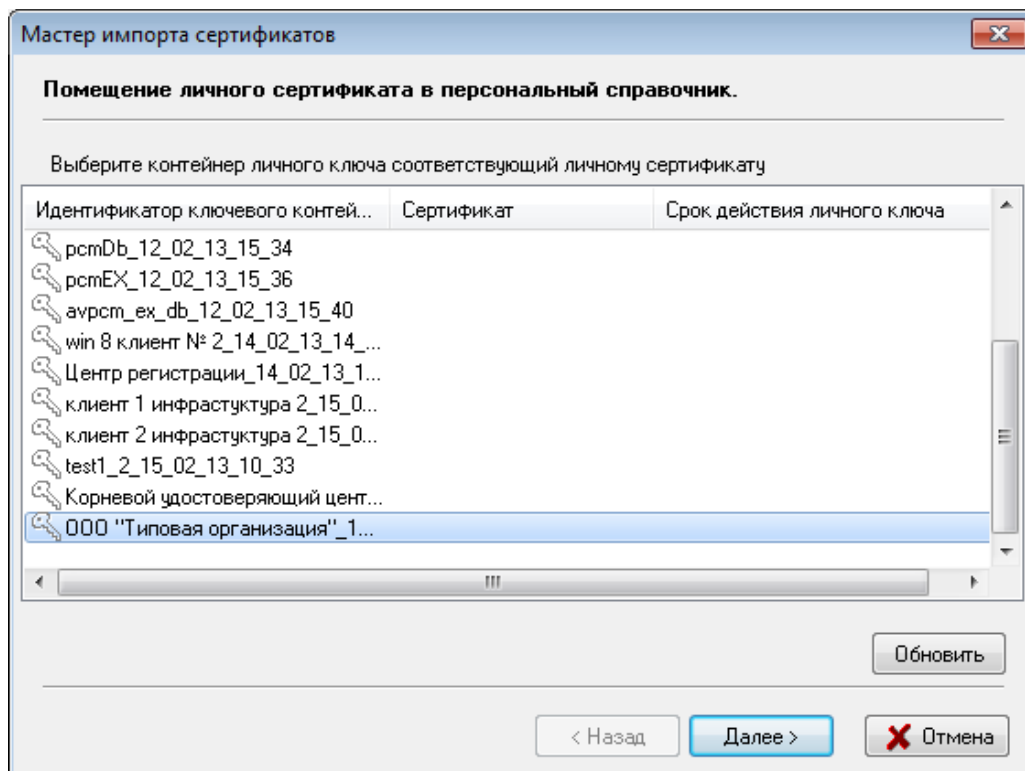 Мастер импорта сертификатов
Помещение личного сертификата в персональный справочник.
Выберите контейнер личного ключа соответствующий личному сертификату
Идентификатор ключевого контей... Сертификат Срок действия личного ключа
pcmDb_12_02_13_15_34
pcmEX_12_02_13_15_36
avpcm_ex_db_12_02_13_15_40
win 8 клиент № 2_14_02_13_14_...
Центр регистрации_14_02_13_1...
клиент 1 инфрастуктура 2_15_0...
клиент 2 инфрастуктура 2_15_0...
test1_2_15_02_13_10_33
Корневой удостоверяющий цент...
ООО "Типовая организация"_1...
Обновить
< Назад Далее > Отмена